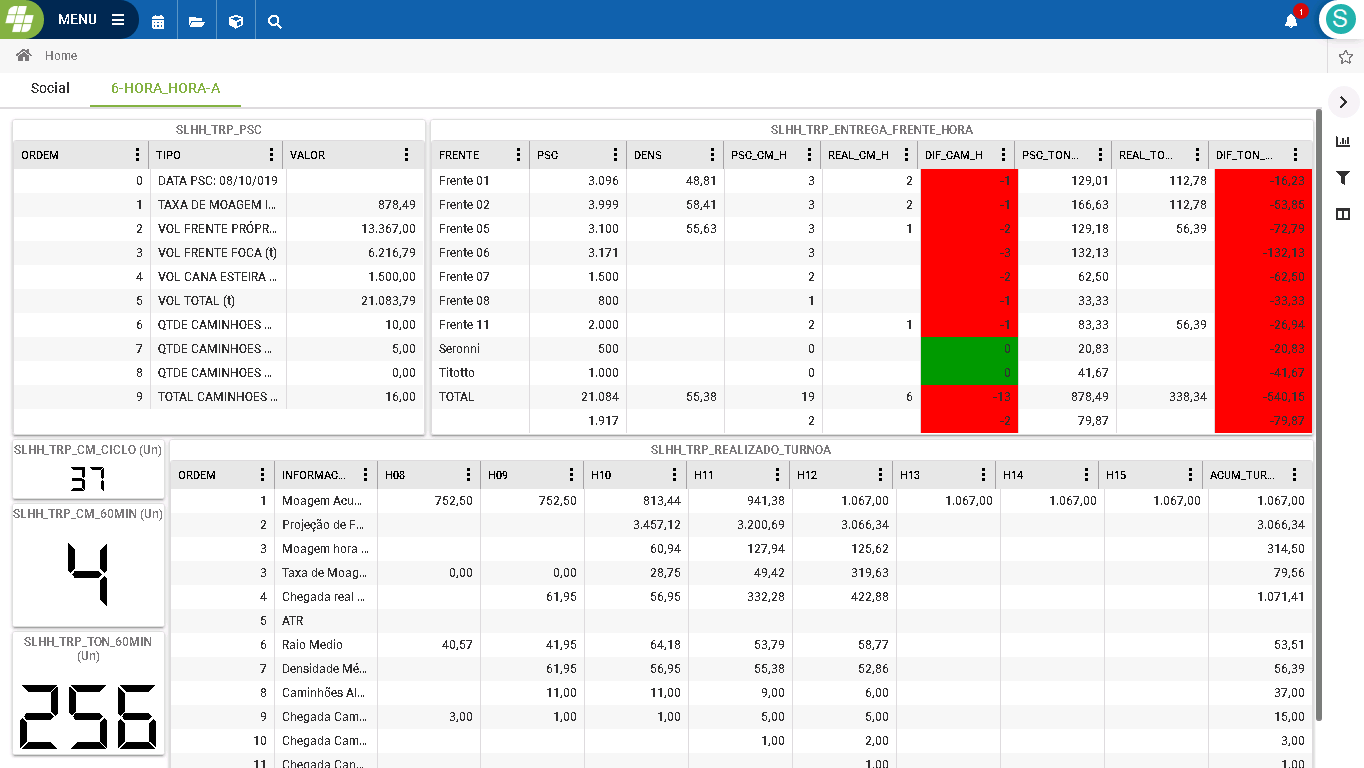 MENU
1
S
Home
Social 6-HORA_HORA-A
SLHH_TRP_PSC
ORDEM TIPO VALOR
0 DATA PSC: 08/10/019
1 TAXA DE MOAGEM I... 878,49
2 VOL FRENTE PRÓPR... 13.367,00
3 VOL FRENTE FOCA (t) 6.216,79
4 VOL CANA ESTEIRA ... 1.500,00
5 VOL TOTAL (t) 21.083,79
6 QTDE CAMINHOES ... 10,00
7 QTDE CAMINHOES ... 5,00
8 QTDE CAMINHOES ... 0,00
9 TOTAL CAMINHOES ... 16,00
SLHH_TRP_ENTREGA_FRENTE_HORA
FRENTE PSC DENS PSC_CM_H REAL_CM_H DIF_CAM_H PSC_TON... REAL_TO... DIF_TON_...
Frente 01 3.096 48,81 3 2 -1 129,01 112,78 -16,23
Frente 02 3.999 58,41 3 2 -1 166,63 112,78 -53,85
Frente 05 3.100 55,63 3 1 -2 129,18 56,39 -72,79
Frente 06 3.171 3 -3 132,13 -132,13
Frente 07 1.500 2 -2 62,50 -62,50
Frente 08 800 1 -1 33,33 -33,33
Frente 11 2.000 2 1 -1 83,33 56,39 -26,94
Seronni 500 0 0 20,83 -20,83
Titotto 1.000 0 0 41,67 -41,67
TOTAL 21.084 55,38 19 6 -13 878,49 338,34 -540,15
1.917 2 2 79,87 -79,87
SLHH_TRP_CM_CICLO (Un)
37
SLHH_TRP_CM_60MIN (Un)
4
SLHH_TRP_TON_60MIN
(Un)
256
SLHH_TRP_REALIZADO_TURNOA
ORDEM INFORMAC... H08 H09 H10 H11 H12 H13 H14 H15 ACUM_TUR...
1 Moagem Acu... 752,50 752,50 813,44 941,38 1.067,00 1.067,00 1.067,00 1.067,00 1.067,00
2 Projeção de F... 3.457,12 3.200,69 3.066,34 3.066,34
3 Moagem hora ... 60,94 127,94 125,62 314,50
3 Taxa de Moag... 0,00 0,00 28,75 49,42 319,63 79,56
4 Chegada real ... 61,95 56,95 332,28 422,88 1.071,41
5 ATR
6 Raio Medio 40,57 41,95 64,18 53,79 58,77 53,51
7 Densidade Mé... 61,95 56,95 55,38 52,86 56,39
8 Caminhões Al... 11,00 11,00 9,00 6,00 37,00
9 Chegada Cam... 3,00 1,00 1,00 5,00 5,00 15,00
10 Chegada Cam... 1,00 2,00 3,00
11 Chegada Can... 1,00 1,00